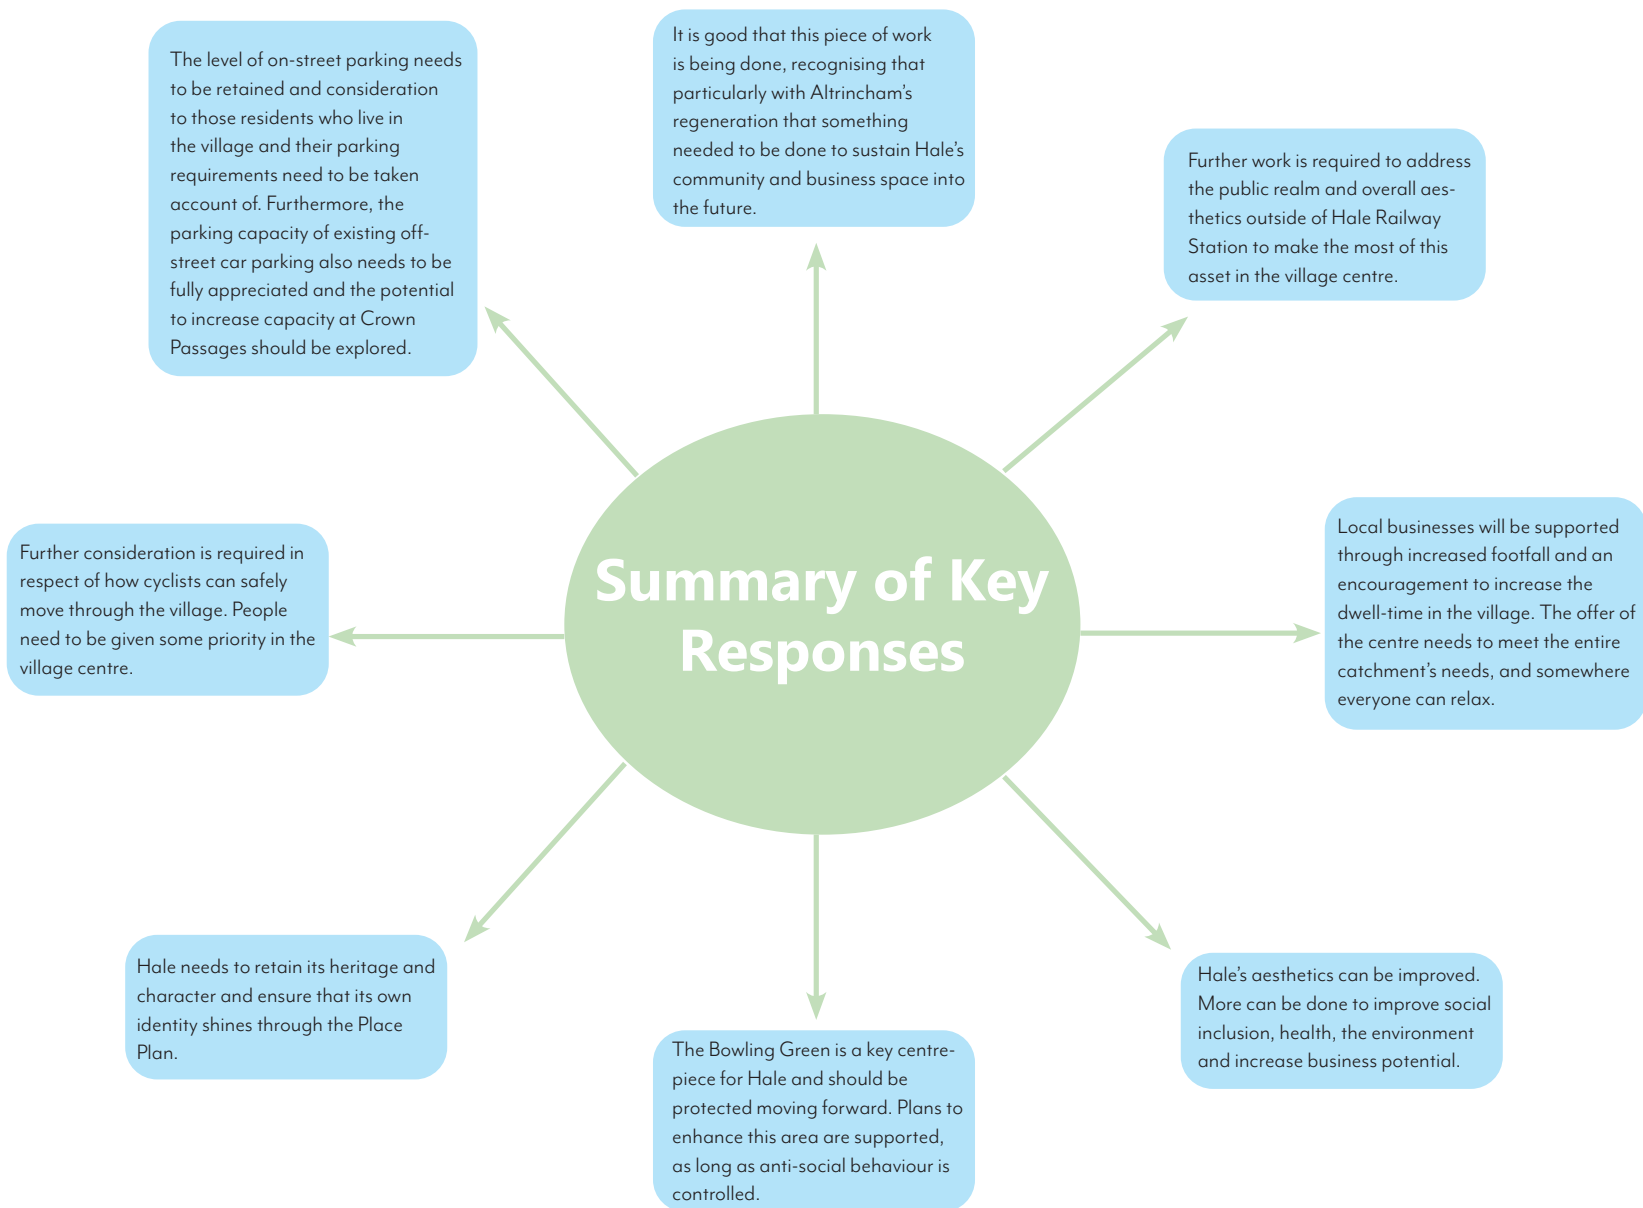 The level of on-street parking needs
to be retained and consideration
to those residents who live in
the village and their parking
requirements need to be taken
account of. Furthermore, the
parking capacity of existing off-
street car parking also needs to be
fully appreciated and the potential
to increase capacity at Crown
Passages should be explored.
It is good that this piece of work
is being done, recognising that
particularly with Altrincham's
regeneration that something
needed to be done to sustain Hale's
community and business space into
the future.
Further work is required to address
the public realm and overall aes-
thetics outside of Hale Railway
Station to make the most of this
asset in the village centre.
Further consideration is required in
respect of how cyclists can safely
move through the village. People
need to be given some priority in the
village centre.
Summary of Key
Responses
Local businesses will be supported
through increased footfall and an
encouragement to increase the
dwell-time in the village. The offer of
the centre needs to meet the entire
catchment's needs, and somewhere
everyone can relax.
Hale needs to retain its heritage and
character and ensure that its own
identity shines through the Place
Plan.
The Bowling Green is a key centre-
piece for Hale and should be
protected moving forward. Plans to
enhance this area are supported,
as long as anti-social behaviour is
controlled.
Hale's aesthetics can be improved.
More can be done to improve social
inclusion, health, the environment
and increase business potential.